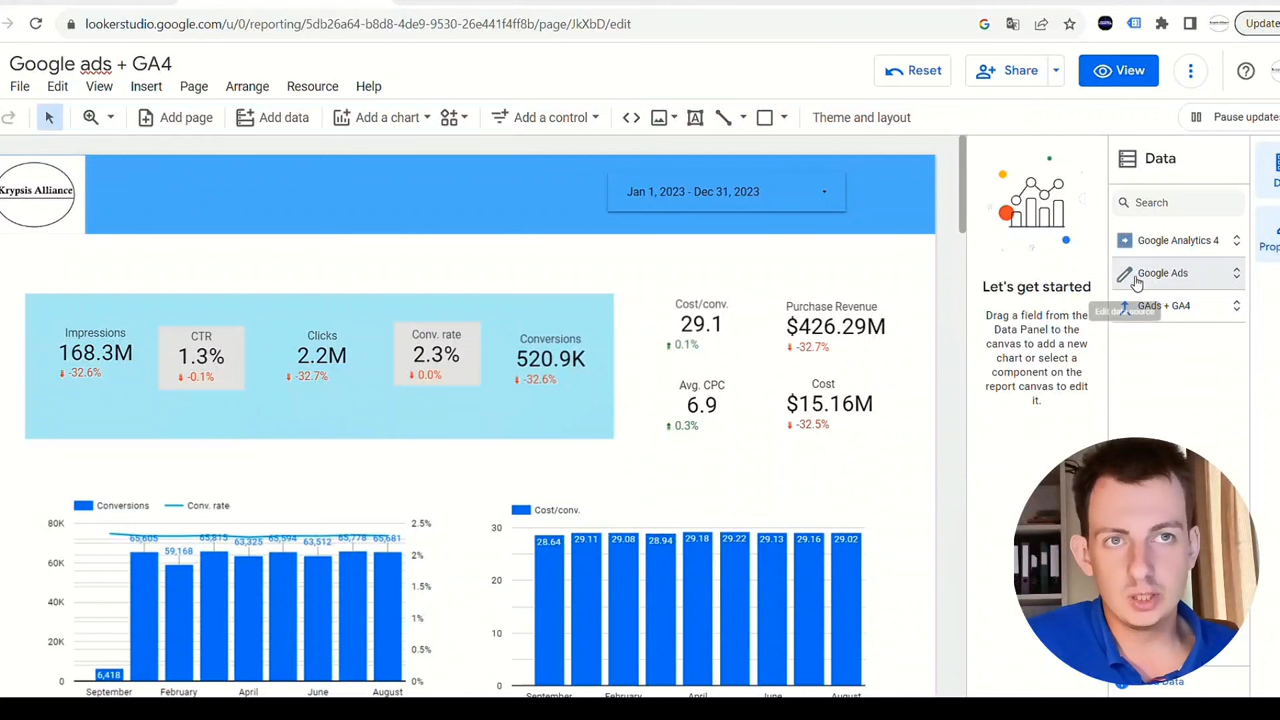 lookerstudio.google.com/u/0/reporting/5db26a64-b8d8-4de9-9530-26e441f4ff8b/page/JkXbD/edit
Update
Google ads + GA4
Reset
Share
View
File Edit View Insert Page Arrange Resource Help
Add page
Add data
Add a chart
Add a control
Theme and layout
Pause update
Krypsis Alliance
Jan 1, 2023 - Dec 31, 2023
Data
Search
Google Analytics 4
Google Ads
GAds + GA4
Edit data source
Let's get started
Drag a field from the
Data Panel to the
canvas to add a new
chart or select a
component on the
report canvas to edit
it.
Impressions
168.3M
-32.6%
CTR
1.3%
-0.1%
Clicks
2.2M
-32.7%
Conv. rate
2.3%
0.0%
Conversions
520.9K
-32.6%
Cost/conv.
29.1
0.1%
Purchase Revenue
$426.29M
-32.7%
Avg. CPC
6.9
0.3%
Cost
$15.16M
-32.5%
Conversions Conv. rate
80K
60K
40K
20K
0
2.5%
2%
1.5%
1%
0.5%
0%
6,418
65,605
59,168
65,815
63,325
65,594
63,512
65,778
65,681
September February April June August
Cost/conv.
30
20
10
0
28.64 29.11 29.08 28.94 29.18 29.22 29.13 29.16 29.02
September February April June August
Data